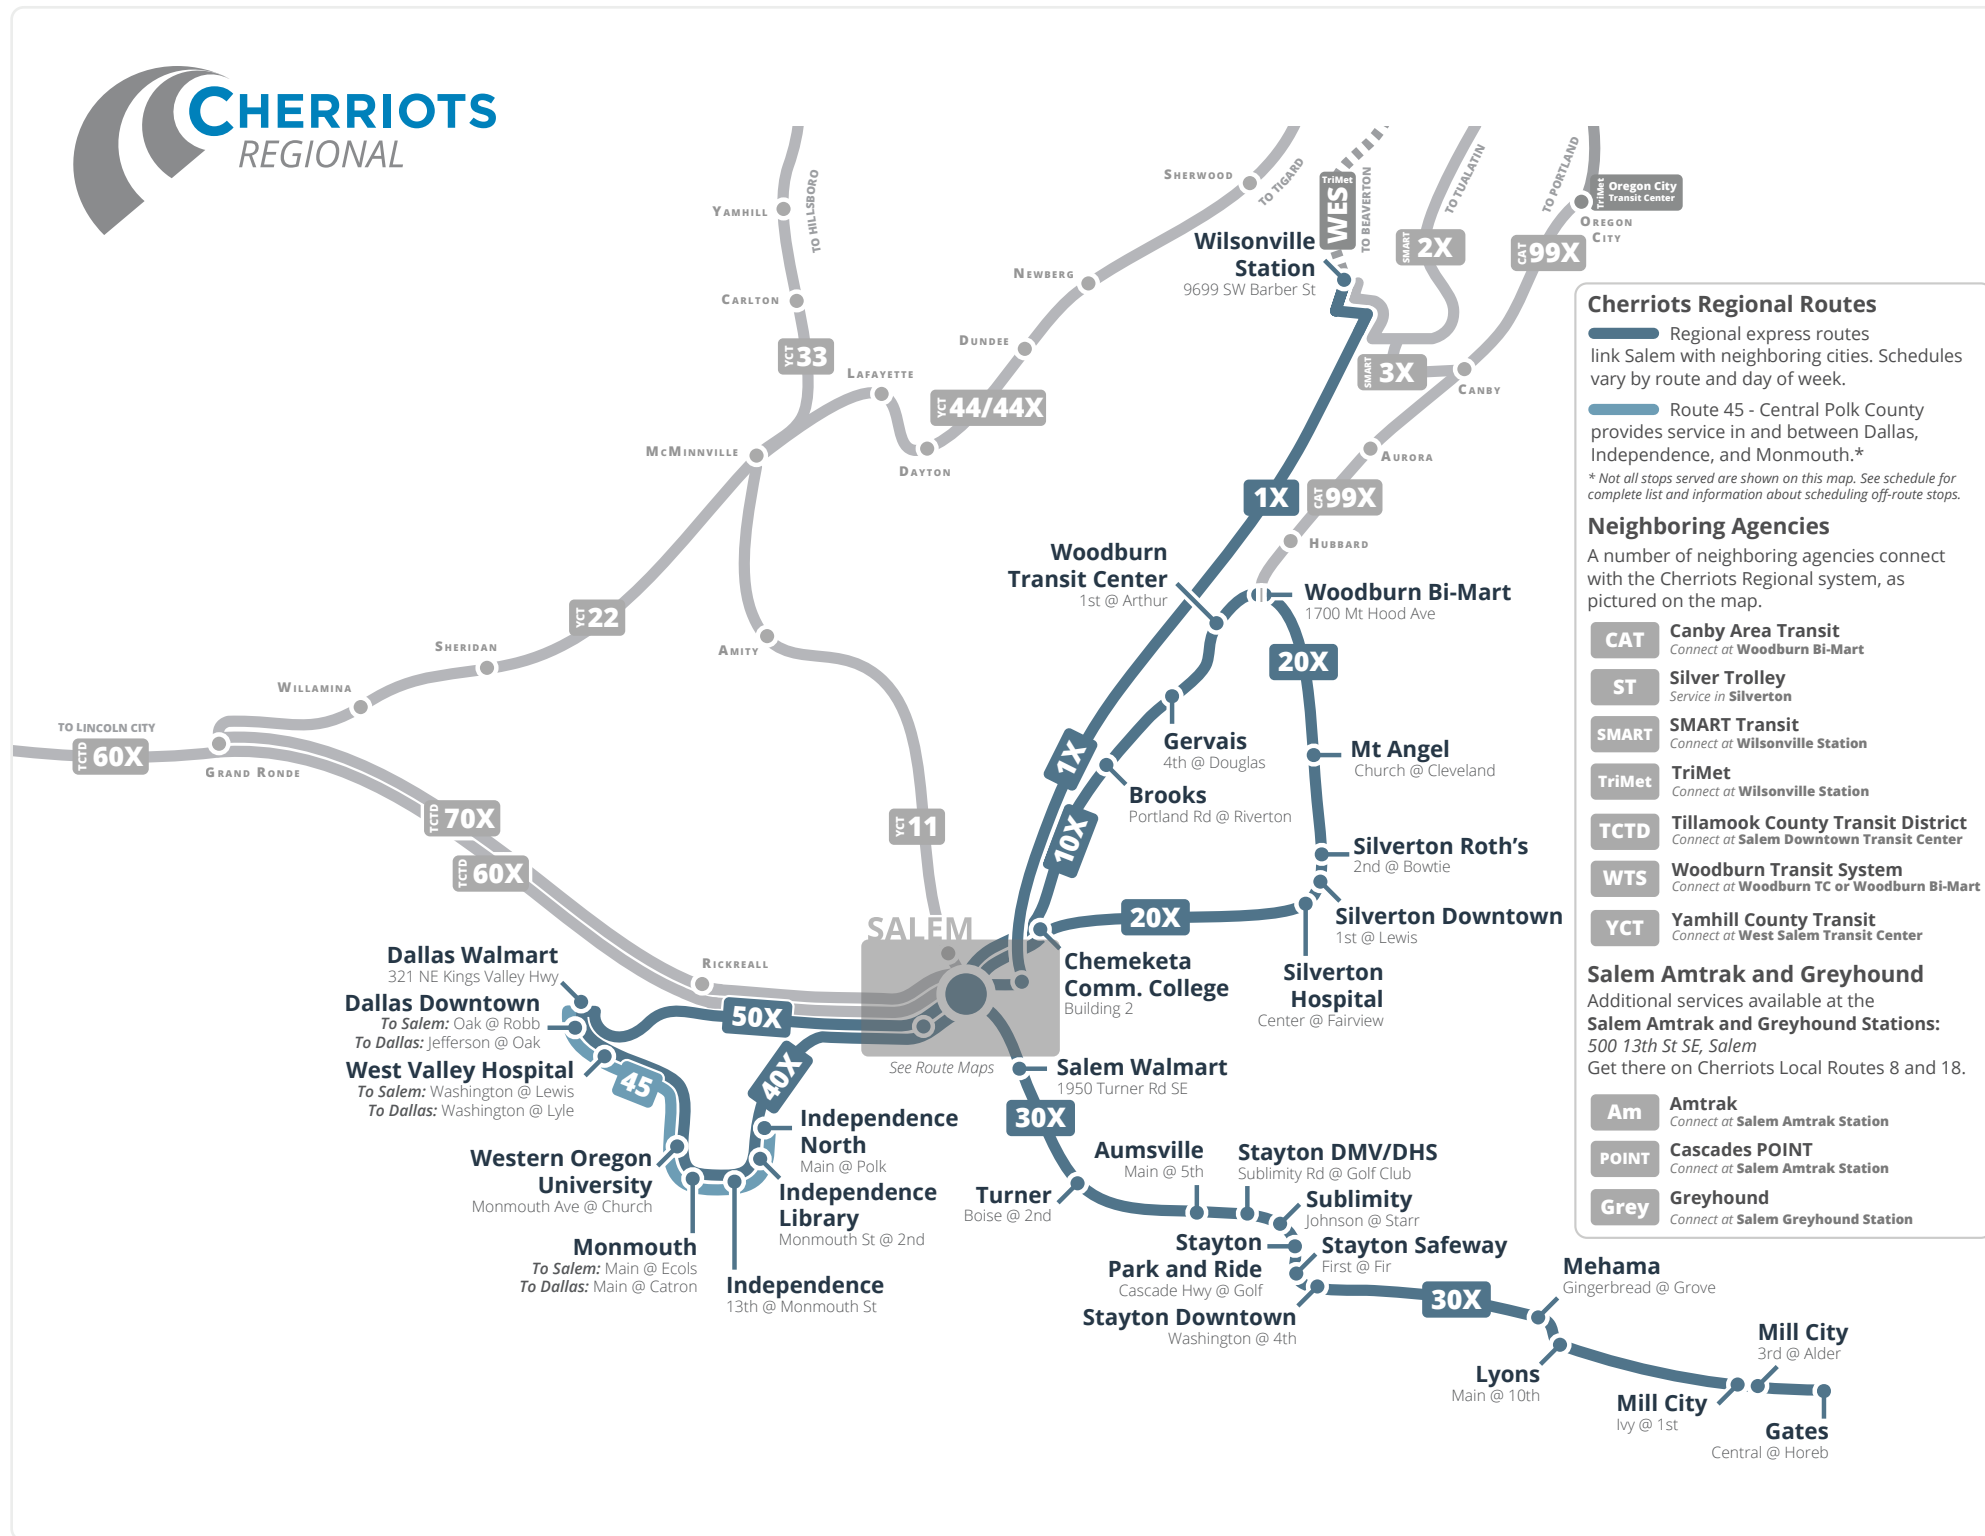 CHERRIOTS
REGIONAL
YAMHILL
TO HILLSBORO
CARLTON
YCT 33
LAFAYETTE
MCMINNVILLE
DAYTON
YCT 44/44X
DUNDEE
NEWBERG
SHERWOOD
TO TIGARD
TriMet
WES
TO BEAVERTON
Wilsonville
Station
9699 SW Barber St
SMART 2X
TO TUALATIN
TO PORTLAND
CAT 99X
TriMet
Oregon City
Transit Center
OREGON
CITY
SMART 3X
CANBY
AURORA
1X
CAT 99X
HUBBARD
Woodburn
Transit Center
1st @ Arthur
Woodburn Bi-Mart
1700 Mt Hood Ave
20X
YCT 22
SHERIDAN
WILLAMINA
AMITY
TO LINCOLN CITY
TCTD 60X
GRAND RONDE
TCTD 70X
TCTD 60X
YCT 11
1X
10X
Gervais
4th @ Douglas
Brooks
Portland Rd @ Riverton
Mt Angel
Church @ Cleveland
Silverton Roth's
2nd @ Bowtie
Silverton Downtown
1st @ Lewis
20X
Silverton
Hospital
Center @ Fairview
SALEM
Chemeketa
Comm. College
Building 2
See Route Maps
RICKREALL
Dallas Walmart
321 NE Kings Valley Hwy
Dallas Downtown
To Salem: Oak @ Robb
To Dallas: Jefferson @ Oak
West Valley Hospital
To Salem: Washington @ Lewis
To Dallas: Washington @ Lyle
50X
45
40X
Western Oregon
University
Monmouth Ave @ Church
Monmouth
To Salem: Main @ Ecols
To Dallas: Main @ Catron
Independence
13th @ Monmouth St
Independence
Library
Monmouth St @ 2nd
Independence
North
Main @ Polk
Salem Walmart
1950 Turner Rd SE
30X
Turner
Boise @ 2nd
Aumsville
Main @ 5th
Stayton DMV/DHS
Sublimity Rd @ Golf Club
Sublimity
Johnson @ Starr
Stayton
Park and Ride
Cascade Hwy @ Golf
Stayton Safeway
First @ Fir
Stayton Downtown
Washington @ 4th
30X
Mehama
Gingerbread @ Grove
Lyons
Main @ 10th
Mill City
Ivy @ 1st
Mill City
3rd @ Alder
Gates
Central @ Horeb
Cherriots Regional Routes
Regional express routes
link Salem with neighboring cities. Schedules
vary by route and day of week.
Route 45 - Central Polk County
provides service in and between Dallas,
Independence, and Monmouth.*
* Not all stops served are shown on this map. See schedule for
complete list and information about scheduling off-route stops.
Neighboring Agencies
A number of neighboring agencies connect
with the Cherriots Regional system, as
pictured on the map.
CAT
Canby Area Transit
Connect at Woodburn Bi-Mart
ST
Silver Trolley
Service in Silverton
SMART
SMART Transit
Connect at Wilsonville Station
TriMet
TriMet
Connect at Wilsonville Station
TCTD
Tillamook County Transit District
Connect at Salem Downtown Transit Center
WTS
Woodburn Transit System
Connect at Woodburn TC or Woodburn Bi-Mart
YCT
Yamhill County Transit
Connect at West Salem Transit Center
Salem Amtrak and Greyhound
Additional services available at the
Salem Amtrak and Greyhound Stations:
500 13th St SE, Salem
Get there on Cherriots Local Routes 8 and 18.
Am
Amtrak
Connect at Salem Amtrak Station
POINT
Cascades POINT
Connect at Salem Amtrak Station
Grey
Greyhound
Connect at Salem Greyhound Station